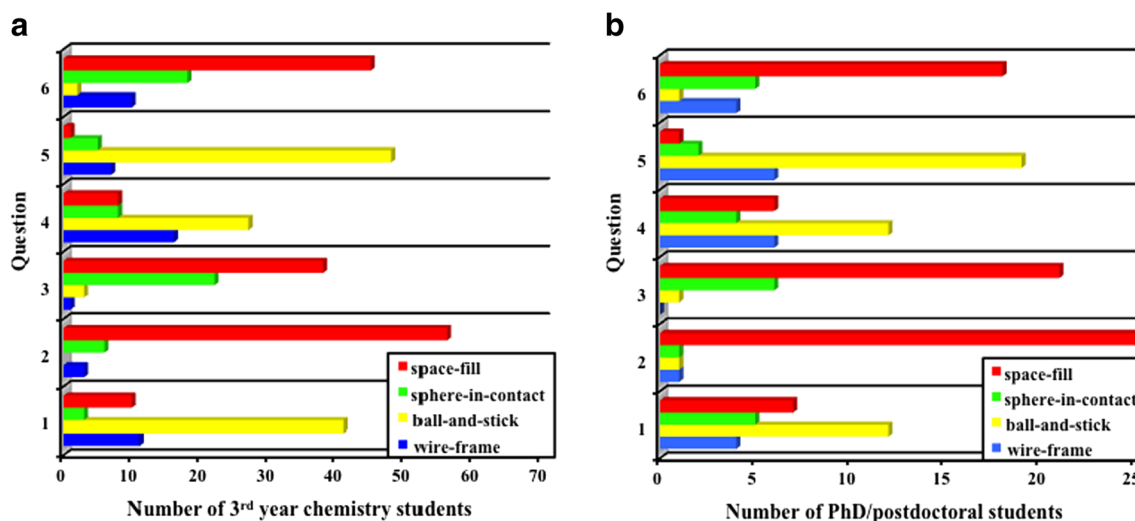 a
Question
6
5
4
3
2
1
space-fill
sphere-in-contact
ball-and-stick
wire-frame
0 10 20 30 40 50 60 70
Number of 3rd year chemistry students
b
Question
6
5
4
3
2
1
space-fill
sphere-in-contact
ball-and-stick
wire-frame
0 5 10 15 20 25
Number of PhD/postdoctoral students